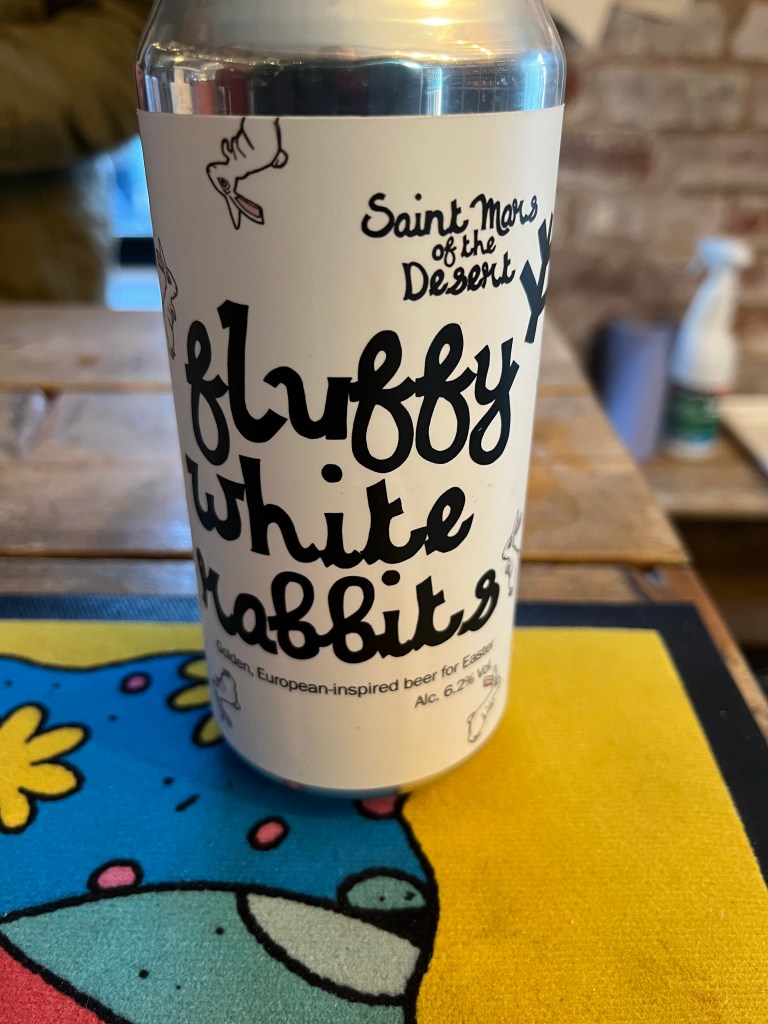 Saint Mars
of the
Desert
fluffy
white
rabbits
Golden, European-inspired beer for Easter
Alc. 6.2% Vol